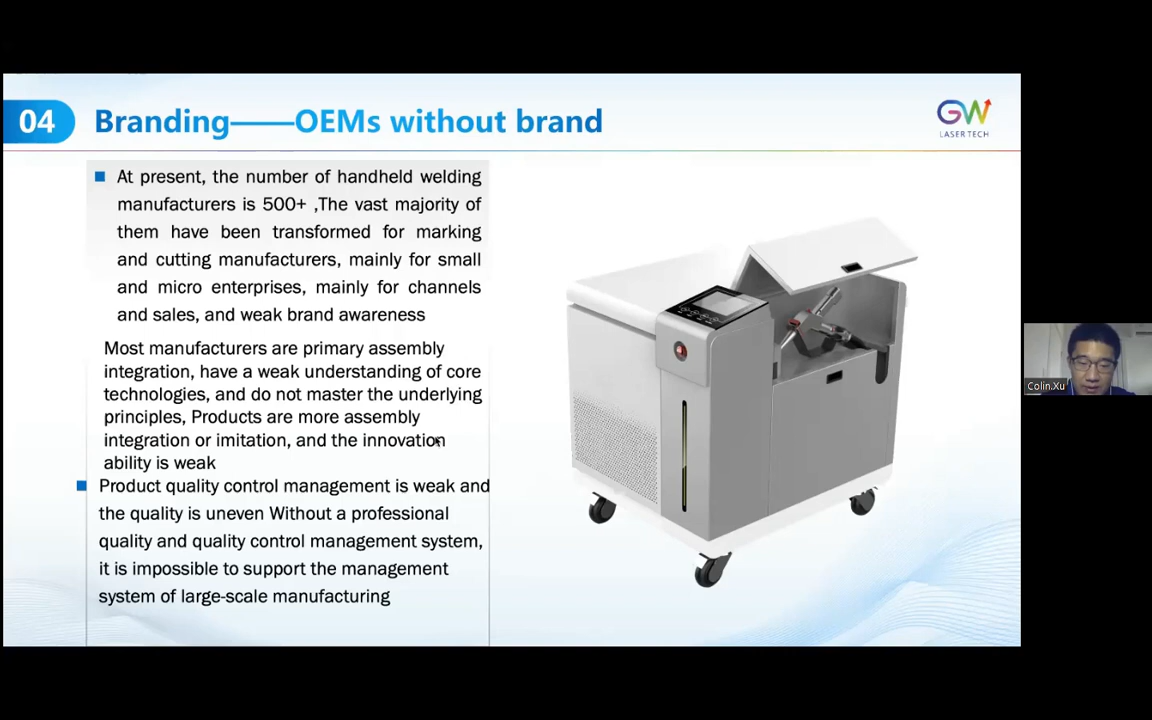 04
Branding——OEMs without brand
GW
LASER TECH
At present, the number of handheld welding
manufacturers is 500+ ,The vast majority of
them have been transformed for marking
and cutting manufacturers, mainly for small
and micro enterprises, mainly for channels
and sales, and weak brand awareness
Most manufacturers are primary assembly
integration, have a weak understanding of core
technologies, and do not master the underlying
principles, Products are more assembly
integration or imitation, and the innovation
ability is weak
Product quality control management is weak and
the quality is uneven Without a professional
quality and quality control management system,
it is impossible to support the management
system of large-scale manufacturing
Colin.Xu